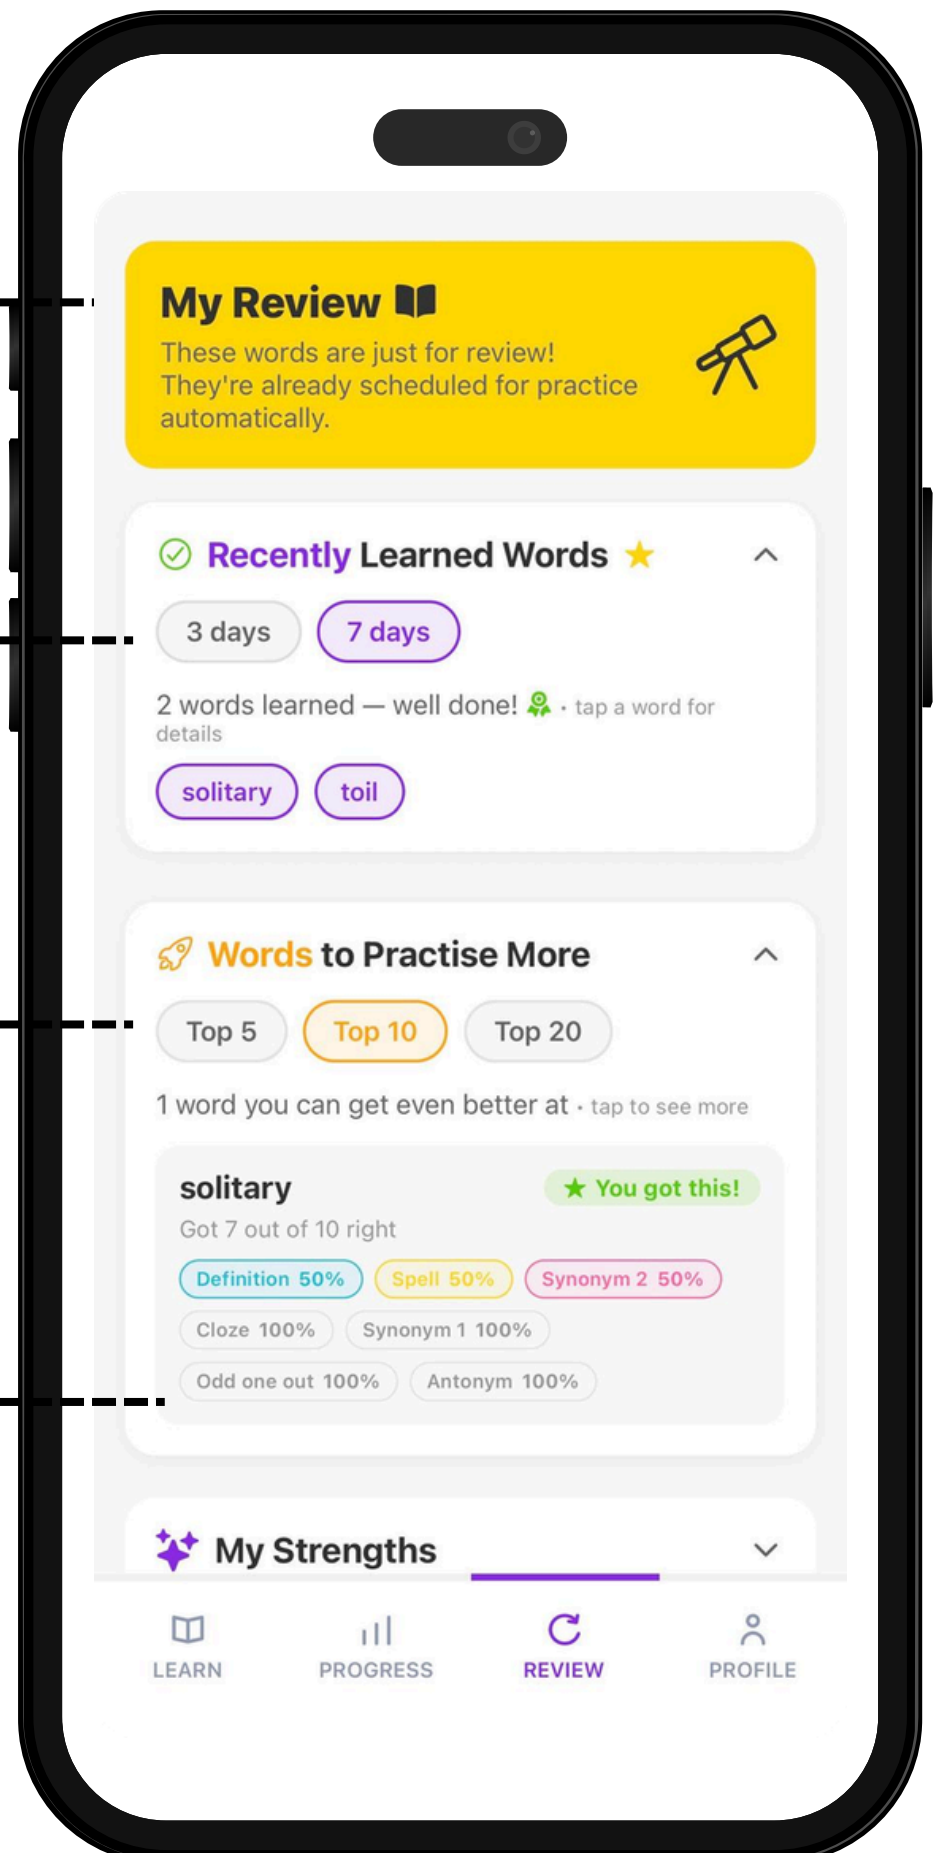 My Review
These words are just for review!
They're already scheduled for practice
automatically.
Recently Learned Words
3 days
7 days
2 words learned — well done! · tap a word for
details
solitary
toil
Words to Practise More
Top 5
Top 10
Top 20
1 word you can get even better at · tap to see more
solitary
You got this!
Got 7 out of 10 right
Definition 50%
Spell 50%
Synonym 2 50%
Cloze 100%
Synonym 1 100%
Odd one out 100%
Antonym 100%
My Strengths
LEARN
PROGRESS
REVIEW
PROFILE